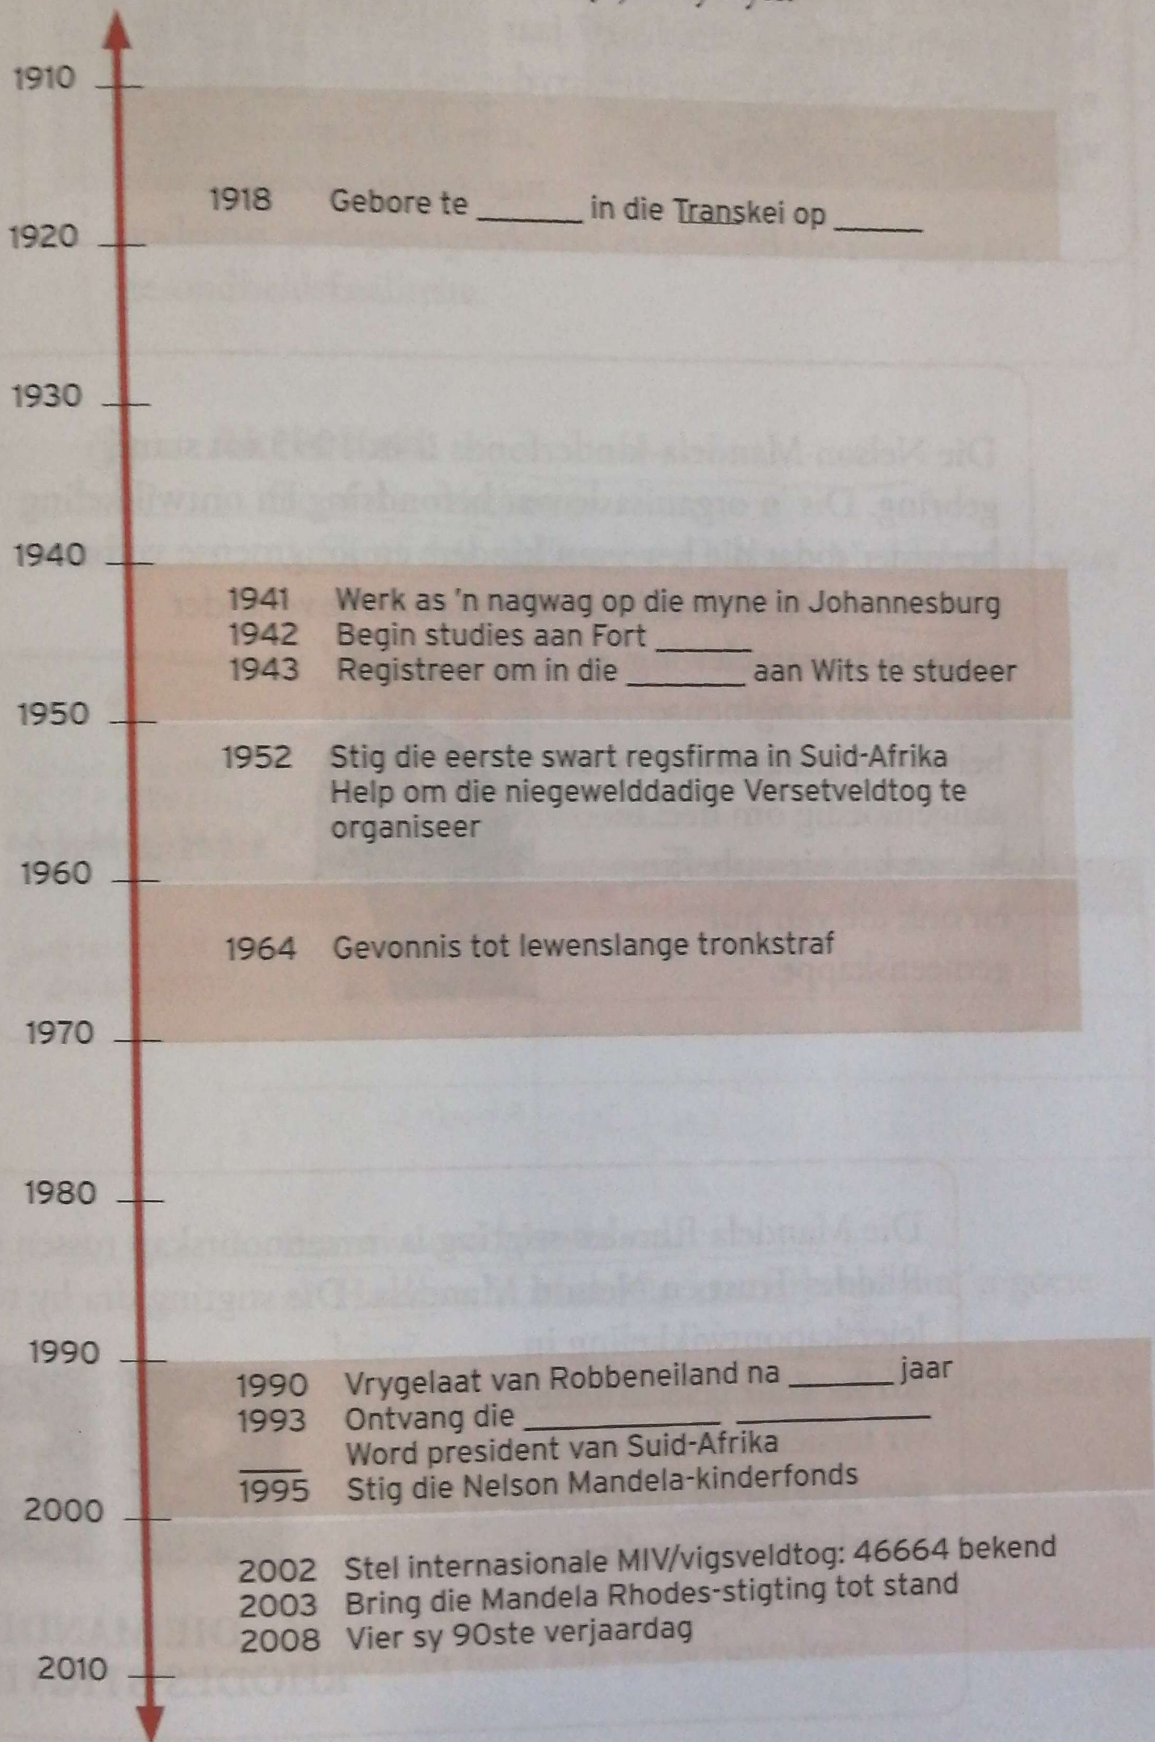 1910
1918 Gebore te ______ in die Transkei op ______
1920
1930
1940
1941 Werk as 'n nagwag op die myne in Johannesburg
1942 Begin studies aan Fort ______
1943 Registreer om in die ______ aan Wits te studeer
1950
1952 Stig die eerste swart regsfirma in Suid-Afrika
Help om die niegewelddadige Versetveldtog te
organiseer
1960
1964 Gevonnis tot lewenslange tronkstraf
1970
1980
1990
1990 Vrygelaat van Robbeneiland na ______ jaar
1993 Ontvang die ______ ______
____ Word president van Suid-Afrika
1995 Stig die Nelson Mandela-kinderfonds
2000
2002 Stel internasionale MIV/vigsveldtog: 46664 bekend
2003 Bring die Mandela Rhodes-stigting tot stand
2008 Vier sy 90ste verjaardag
2010